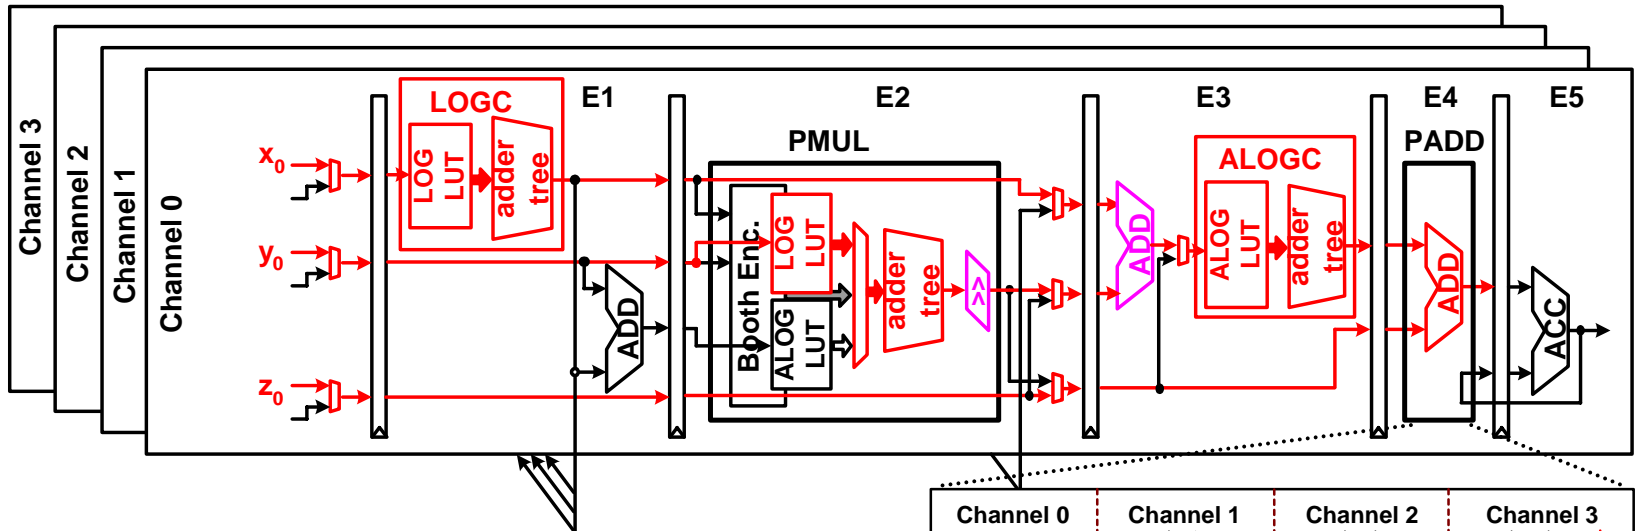 Channel 3
Channel 2
Channel 1
Channel 0
x0
y0
z0
LOGC
LOG
LUT
adder
tree
E1
ADD
E2
PMUL
Booth Enc.
LOG
LUT
ALOG
LUT
adder
tree
>>
E3
ADD
ALOGC
ALOG
LUT
adder
tree
E4
PADD
ADD
E5
ACC
Channel 0 Channel 1 Channel 2 Channel 3